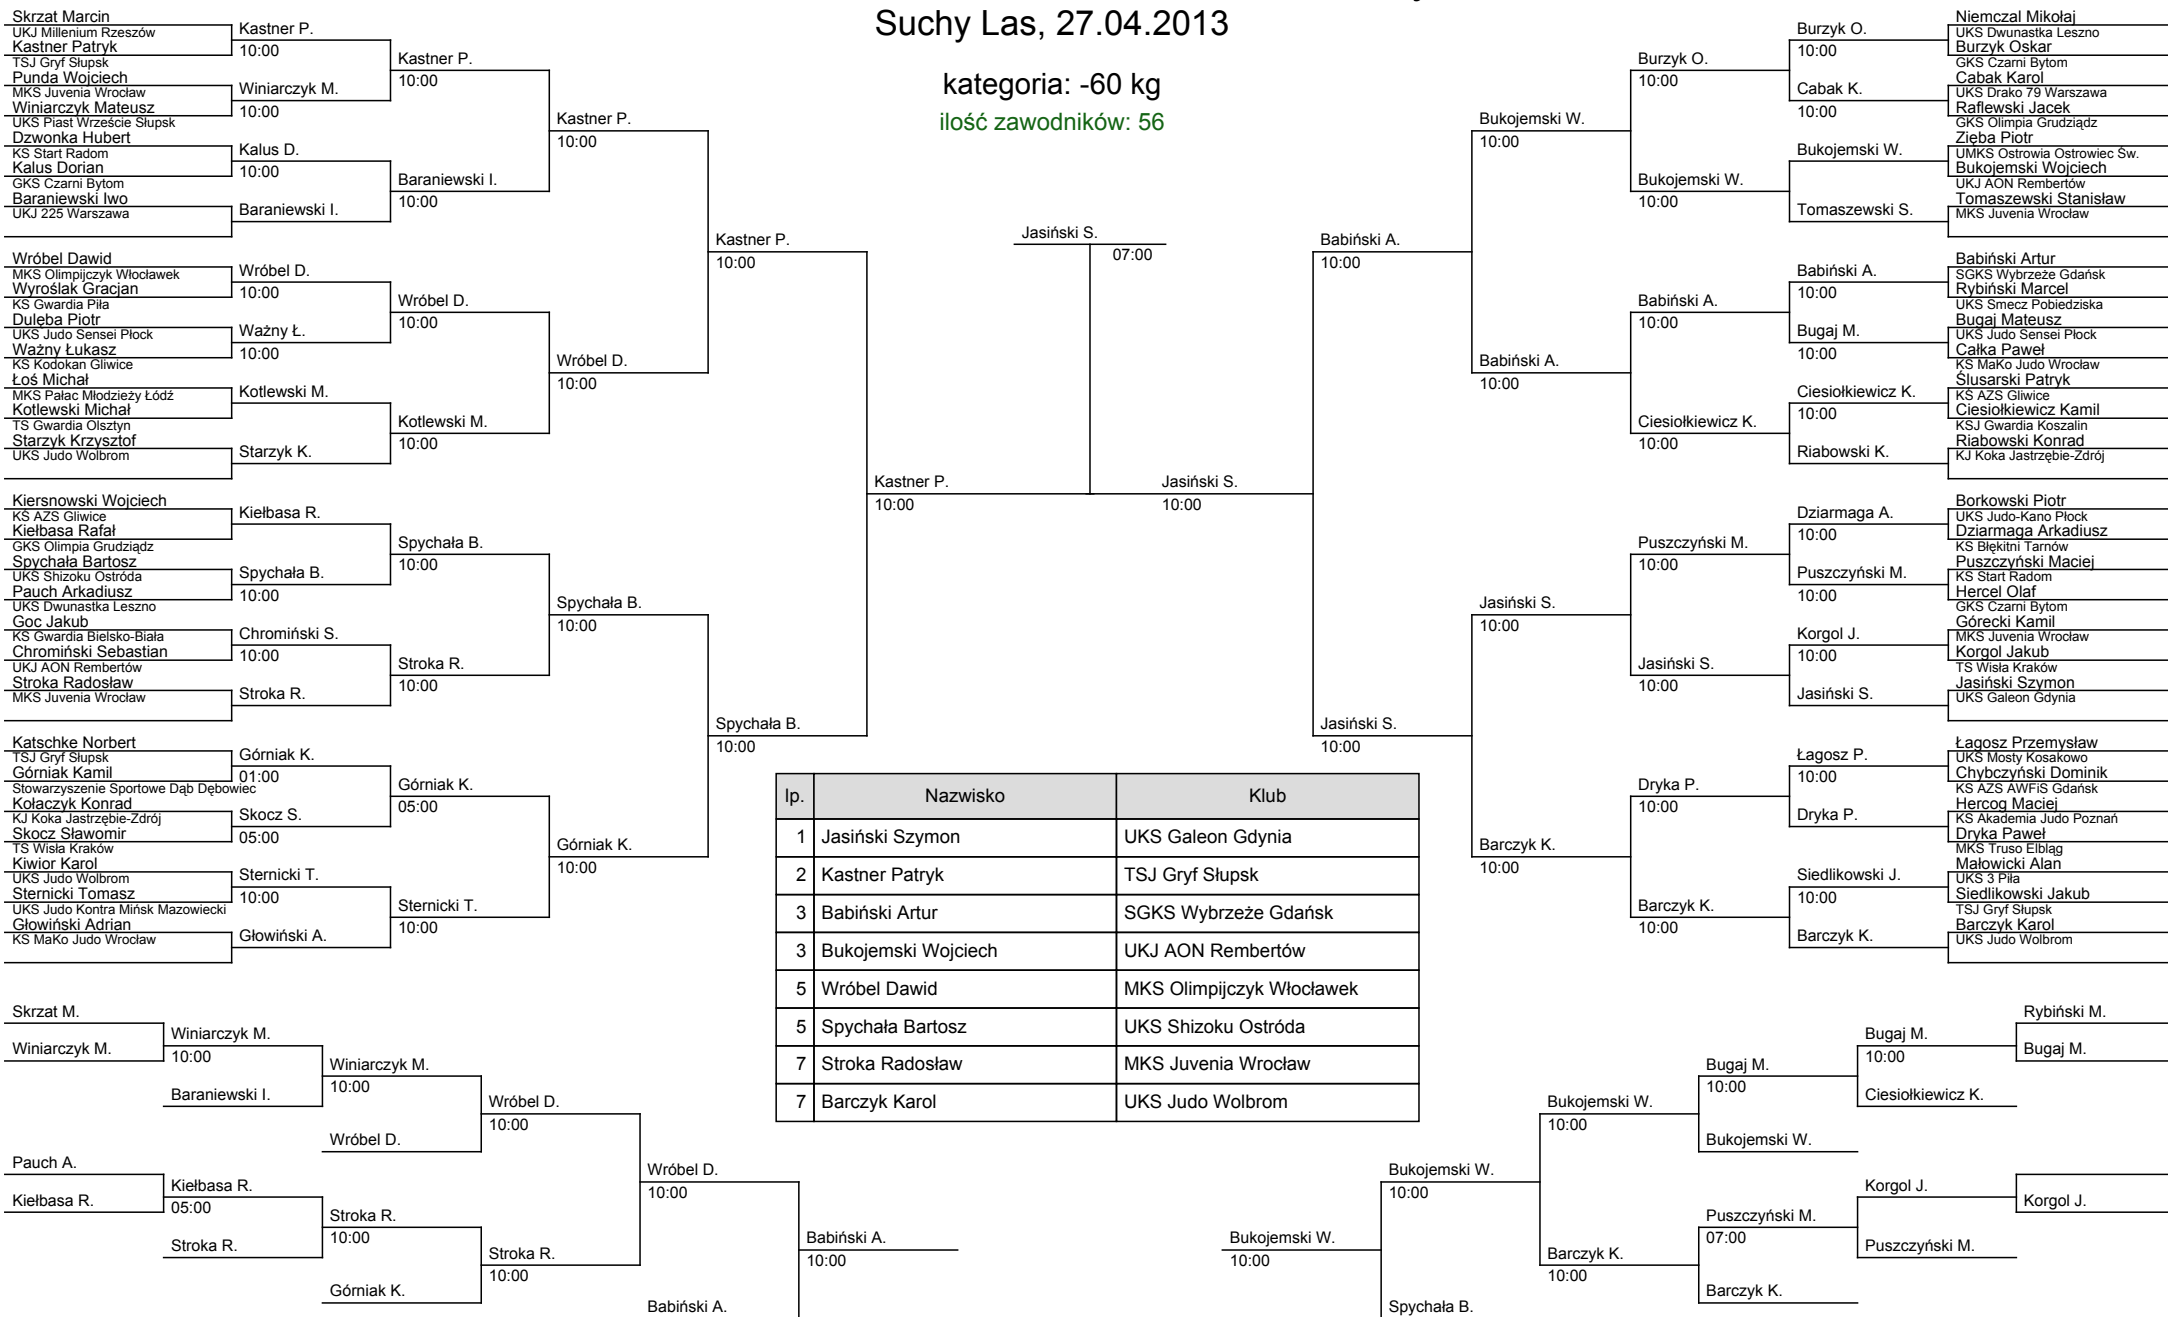 Suchy Las, 27.04.2013
kategoria: -60 kg
ilość zawodników: 56
Skrzat Marcin
UKJ Millenium Rzeszów
Kastner Patryk
TSJ Gryf Słupsk
Punda Wojciech
MKS Juvenia Wrocław
Winiarczyk Mateusz
UKS Piast Wrzeście Słupsk
Dzwonka Hubert
KS Start Radom
Kalus Dorian
GKS Czarni Bytom
Baraniewski Iwo
UKJ 225 Warszawa
Wróbel Dawid
MKS Olimpijczyk Włocławek
Wyroślak Gracjan
KS Gwardia Piła
Dulęba Piotr
UKS Judo Sensei Płock
Ważny Łukasz
KS Kodokan Gliwice
Łoś Michał
MKS Pałac Młodzieży Łódź
Kotlewski Michał
TS Gwardia Olsztyn
Starzyk Krzysztof
UKS Judo Wolbrom
Kiersnowski Wojciech
KS AZS Gliwice
Kiełbasa Rafał
GKS Olimpia Grudziądz
Spychała Bartosz
UKS Shizoku Ostróda
Pauch Arkadiusz
UKS Dwunastka Leszno
Goc Jakub
KS Gwardia Bielsko-Biała
Chromiński Sebastian
UKJ AON Rembertów
Stroka Radosław
MKS Juvenia Wrocław
Katschke Norbert
TSJ Gryf Słupsk
Górniak Kamil
Stowarzyszenie Sportowe Dąb Dębowiec
Kołaczyk Konrad
KJ Koka Jastrzębie-Zdrój
Skocz Sławomir
TS Wisła Kraków
Kiwior Karol
UKS Judo Wolbrom
Sternicki Tomasz
UKS Judo Kontra Mińsk Mazowiecki
Głowiński Adrian
KS MaKo Judo Wrocław
Kastner P.
10:00
Winiarczyk M.
10:00
Kalus D.
10:00
Baraniewski I.
Wróbel D.
10:00
Ważny Ł.
10:00
Kotlewski M.
10:00
Starzyk K.
Kiełbasa R.
Spychała B.
10:00
Chromiński S.
10:00
Stroka R.
Górniak K.
01:00
Skocz S.
05:00
Sternicki T.
10:00
Głowiński A.
Kastner P.
10:00
Baraniewski I.
10:00
Wróbel D.
10:00
Kotlewski M.
10:00
Spychała B.
10:00
Stroka R.
10:00
Górniak K.
05:00
Sternicki T.
10:00
Kastner P.
10:00
Wróbel D.
10:00
Spychała B.
10:00
Górniak K.
10:00
Kastner P.
10:00
Spychała B.
10:00
Kastner P.
10:00
Jasiński S.
07:00
Jasiński S.
10:00
Babiński A.
10:00
Jasiński S.
10:00
Bukojemski W.
10:00
Babiński A.
10:00
Jasiński S.
10:00
Barczyk K.
10:00
Burzyk O.
10:00
Bukojemski W.
10:00
Babiński A.
10:00
Ciesiołkiewicz K.
10:00
Puszczyński M.
10:00
Jasiński S.
10:00
Dryka P.
10:00
Barczyk K.
10:00
Burzyk O.
10:00
Cabak K.
10:00
Bukojemski W.
Tomaszewski S.
Babiński A.
10:00
Bugaj M.
10:00
Ciesiołkiewicz K.
10:00
Riabowski K.
Dziarmaga A.
10:00
Puszczyński M.
10:00
Korgol J.
10:00
Jasiński S.
Łagosz P.
10:00
Dryka P.
Siedlikowski J.
10:00
Barczyk K.
Niemczal Mikołaj
UKS Dwunastka Leszno
Burzyk Oskar
GKS Czarni Bytom
Cabak Karol
UKS Drako 79 Warszawa
Raflewski Jacek
GKS Olimpia Grudziądz
Zięba Piotr
UMKS Ostrowia Ostrowiec Św.
Bukojemski Wojciech
UKJ AON Rembertów
Tomaszewski Stanisław
MKS Juvenia Wrocław
Babiński Artur
SGKS Wybrzeże Gdańsk
Rybiński Marcel
UKS Smecz Pobiedziska
Bugaj Mateusz
UKS Judo Sensei Płock
Całka Paweł
KS MaKo Judo Wrocław
Ślusarski Patryk
KS AZS Gliwice
Ciesiołkiewicz Kamil
KSJ Gwardia Koszalin
Riabowski Konrad
KJ Koka Jastrzębie-Zdrój
Borkowski Piotr
UKS Judo-Kano Płock
Dziarmaga Arkadiusz
KS Błękitni Tarnów
Puszczyński Maciej
KS Start Radom
Hercel Olaf
GKS Czarni Bytom
Górecki Kamil
MKS Juvenia Wrocław
Korgol Jakub
TS Wisła Kraków
Jasiński Szymon
UKS Galeon Gdynia
Łagosz Przemysław
UKS Mosty Kosakowo
Chybczyński Dominik
KS AZS AWFiS Gdańsk
Hercog Maciej
KS Akademia Judo Poznań
Dryka Paweł
MKS Truso Elbląg
Małowicki Alan
UKS 3 Piła
Siedlikowski Jakub
TSJ Gryf Słupsk
Barczyk Karol
UKS Judo Wolbrom
lp. Nazwisko Klub
1 Jasiński Szymon UKS Galeon Gdynia
2 Kastner Patryk TSJ Gryf Słupsk
3 Babiński Artur SGKS Wybrzeże Gdańsk
3 Bukojemski Wojciech UKJ AON Rembertów
5 Wróbel Dawid MKS Olimpijczyk Włocławek
5 Spychała Bartosz UKS Shizoku Ostróda
7 Stroka Radosław MKS Juvenia Wrocław
7 Barczyk Karol UKS Judo Wolbrom
Skrzat M.
Winiarczyk M.
Pauch A.
Kiełbasa R.
Winiarczyk M.
10:00
Baraniewski I.
Kiełbasa R.
05:00
Stroka R.
Winiarczyk M.
10:00
Wróbel D.
Stroka R.
10:00
Górniak K.
Wróbel D.
10:00
Stroka R.
10:00
Wróbel D.
10:00
Babiński A.
Babiński A.
10:00
Bukojemski W.
10:00
Bukojemski W.
10:00
Spychała B.
Bukojemski W.
10:00
Barczyk K.
10:00
Bugaj M.
10:00
Bukojemski W.
Puszczyński M.
07:00
Barczyk K.
Bugaj M.
10:00
Ciesiołkiewicz K.
Korgol J.
Puszczyński M.
Rybiński M.
Bugaj M.
Korgol J.